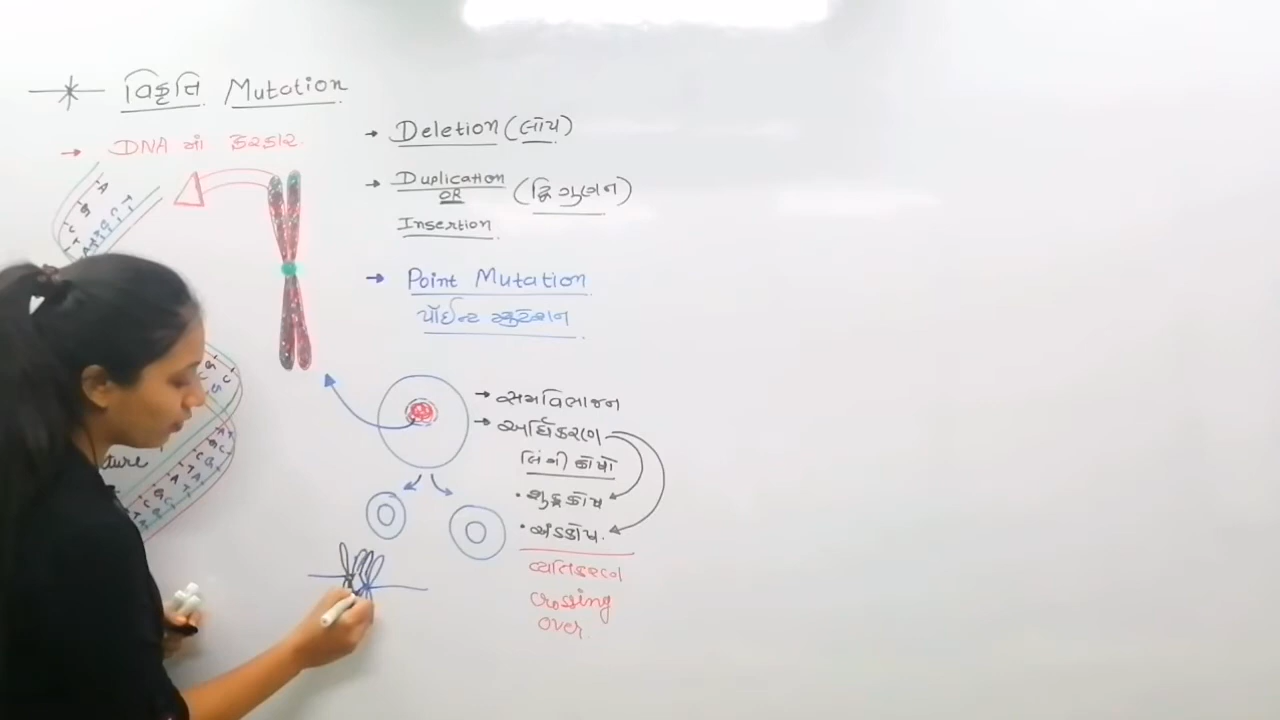 વિકૃતિ Mutation
→ DNA માં ફેરફાર.
→ Deletion (લોપ)
→ Duplication (દ્વિગુણન)
OR
Insertion
→ Point Mutation
પૉઈન્ટ મ્યુટેશન
→ સમવિભાજન
→ અર્ધીકરણ
લિંગી કોષો
• શુક્રકોષ
• અંડકોષ.
વ્યતિકરણ
Crossing
over.